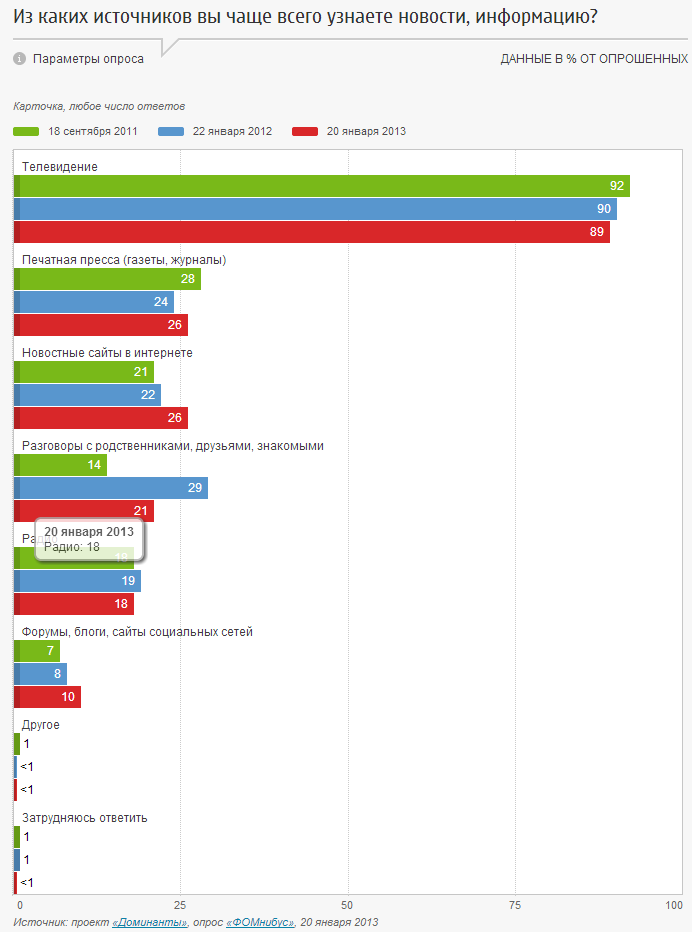 Из каких источников вы чаще всего узнаете новости, информацию?
Параметры опроса
ДАННЫЕ В % ОТ ОПРОШЕННЫХ
Карточка, любое число ответов
18 сентября 2011 22 января 2012 20 января 2013
Телевидение
92
90
89
Печатная пресса (газеты, журналы)
28
24
26
Новостные сайты в интернете
21
22
26
Разговоры с родственниками, друзьями, знакомыми
14
29
21
20 января 2013
Радио: 18
18
19
18
Форумы, блоги, сайты социальных сетей
7
8
10
Другое
1
<1
<1
Затрудняюсь ответить
1
1
<1
0 25 50 75 100
Источник: проект «Доминанты», опрос «ФОМнибус», 20 января 2013